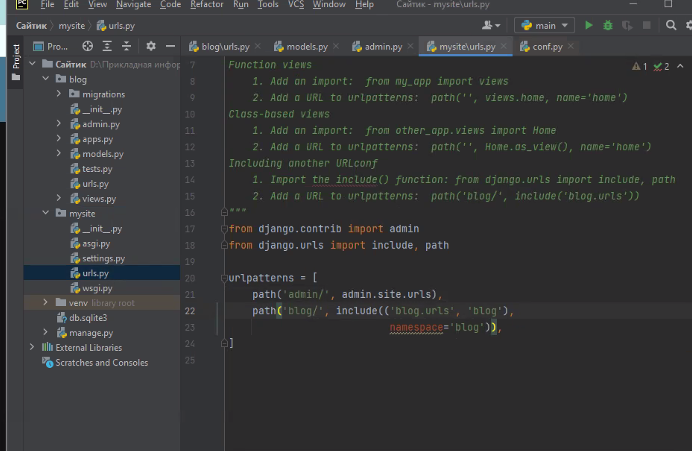 PC File Edit View Navigate Code Refactor Run Tools VCS Window Help Сайтик - mysite\urls.py
Сайтик mysite urls.py main
Project
Pro...
blog\urls.py models.py admin.py mysite\urls.py conf.py
Сайтик D:\Прикладная инфор
blog
migrations
__init__.py
admin.py
apps.py
models.py
tests.py
urls.py
views.py
mysite
__init__.py
asgi.py
settings.py
urls.py
wsgi.py
venv library root
db.sqlite3
manage.py
External Libraries
Scratches and Consoles
1 2
7 Function views
8 1. Add an import: from my_app import views
9 2. Add a URL to urlpatterns: path('', views.home, name='home')
10 Class-based views
11 1. Add an import: from other_app.views import Home
12 2. Add a URL to urlpatterns: path('', Home.as_view(), name='home')
13 Including another URLconf
14 1. Import the include() function: from django.urls import include, path
15 2. Add a URL to urlpatterns: path('blog/', include('blog.urls'))
16 """
17 from django.contrib import admin
18 from django.urls import include, path
19
20 urlpatterns = [
21 path('admin/', admin.site.urls),
22 path('blog/', include(('blog.urls', 'blog'),
23 namespace='blog')),
24 ]
25